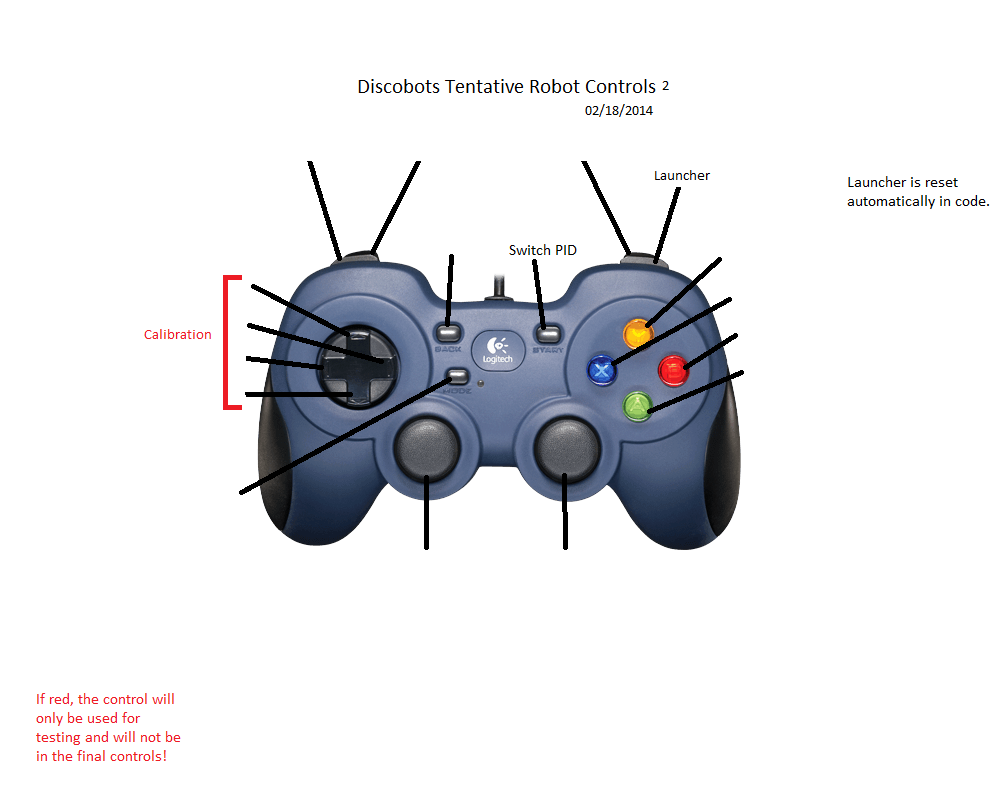 Discobots Tentative Robot Controls 2
02/18/2014
Launcher
Launcher is reset
automatically in code.
Switch PID
Calibration
BACK
START
Logitech
X
B
MODE
A
If red, the control will
only be used for
testing and will not be
in the final controls!